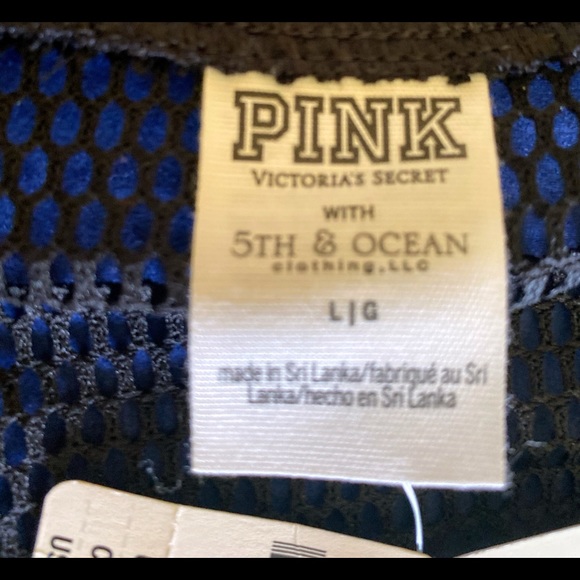 PINK
VICTORIA'S SECRET
WITH
5TH & OCEAN
clothing, LLC
L|G
made in Sri Lanka/fabriqué au Sri
Lanka/hecho en Sri Lanka